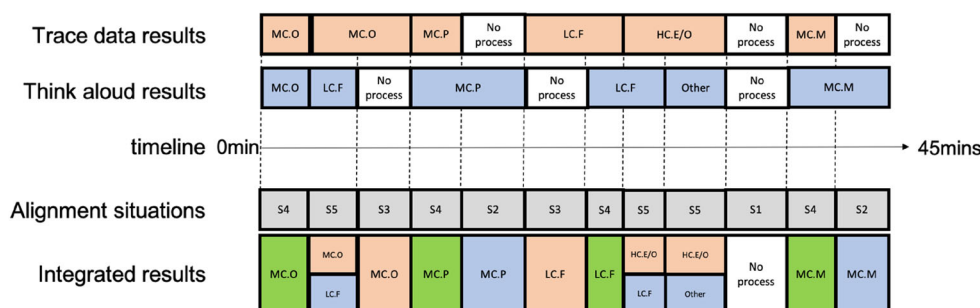 Trace data results MC.O MC.O MC.P No process LC.F HC.E/O No process MC.M No process
Think aloud results MC.O LC.F No process MC.P No process LC.F Other No process MC.M
timeline 0min 45mins
Alignment situations S4 S5 S3 S4 S2 S3 S4 S5 S5 S1 S4 S2
Integrated results MC.O MC.O LC.F MC.O MC.P MC.P LC.F LC.F HC.E/O LC.F HC.E/O Other No process MC.M MC.M